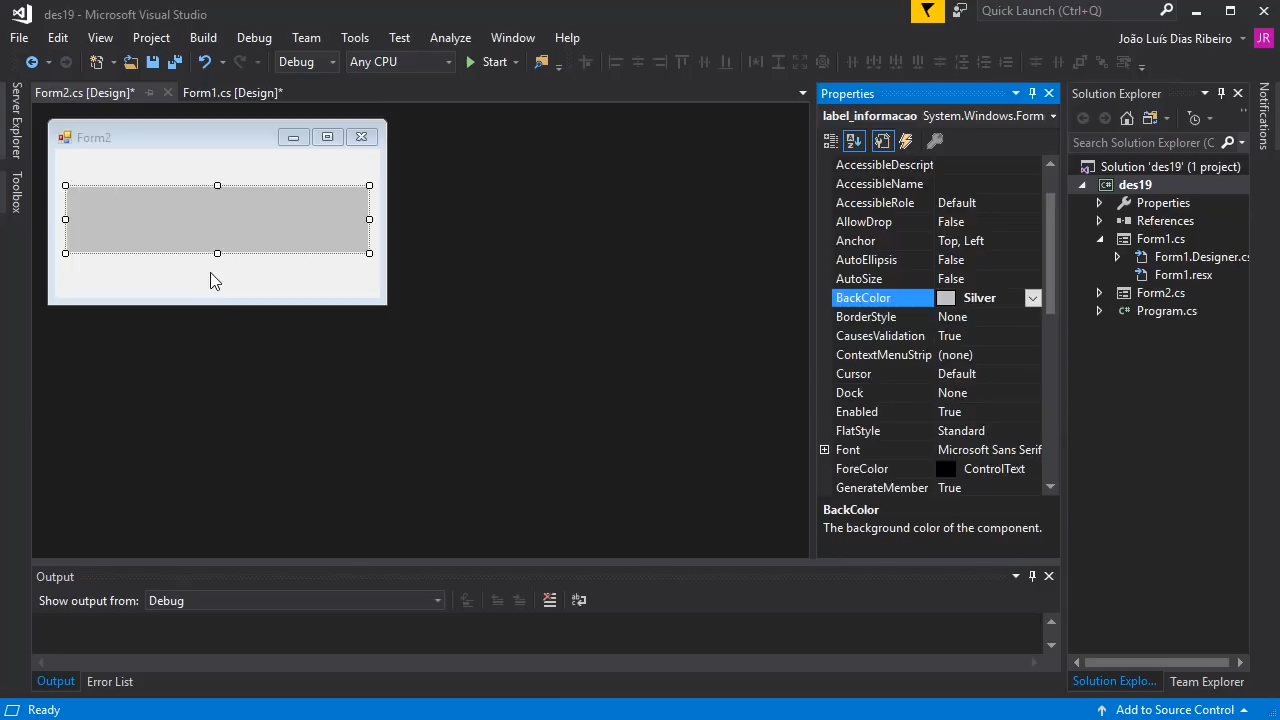 des19 - Microsoft Visual Studio
Quick Launch (Ctrl+Q)
File Edit View Project Build Debug Team Tools Test Analyze Window Help
João Luís Dias Ribeiro JR
Debug Any CPU Start
Server Explorer
Toolbox
Form2.cs [Design]* Form1.cs [Design]*
Form2
Properties
label_informacao System.Windows.Form
AccessibleDescript
AccessibleName
AccessibleRole Default
AllowDrop False
Anchor Top, Left
AutoEllipsis False
AutoSize False
BackColor Silver
BorderStyle None
CausesValidation True
ContextMenuStrip (none)
Cursor Default
Dock None
Enabled True
FlatStyle Standard
Font Microsoft Sans Serif
ForeColor ControlText
GenerateMember True
BackColor
The background color of the component.
Solution Explorer
Search Solution Explorer (C
Solution 'des19' (1 project)
des19
Properties
References
Form1.cs
Form1.Designer.cs
Form1.resx
Form2.cs
Program.cs
Notifications
Output
Show output from: Debug
Output Error List
Solution Explo... Team Explorer
Ready
Add to Source Control